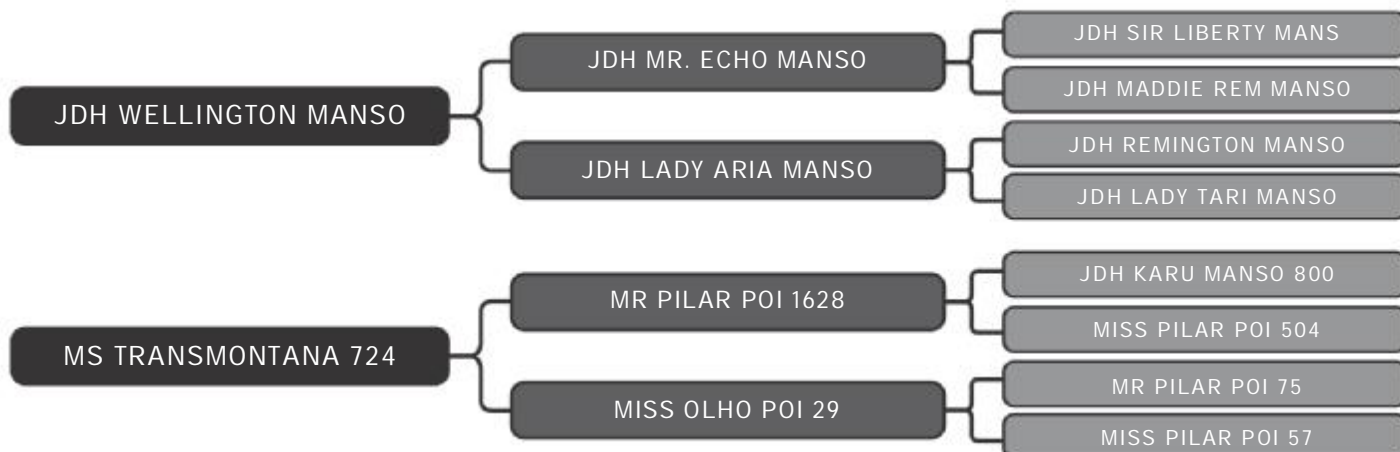 JDH WELLINGTON MANSO
JDH MR. ECHO MANSO
JDH SIR LIBERTY MANS
JDH MADDIE REM MANSO
JDH LADY ARIA MANSO
JDH REMINGTON MANSO
JDH LADY TARI MANSO
MS TRANSMONTANA 724
MR PILAR POI 1628
JDH KARU MANSO 800
MISS PILAR POI 504
MISS OLHO POI 29
MR PILAR POI 75
MISS PILAR POI 57